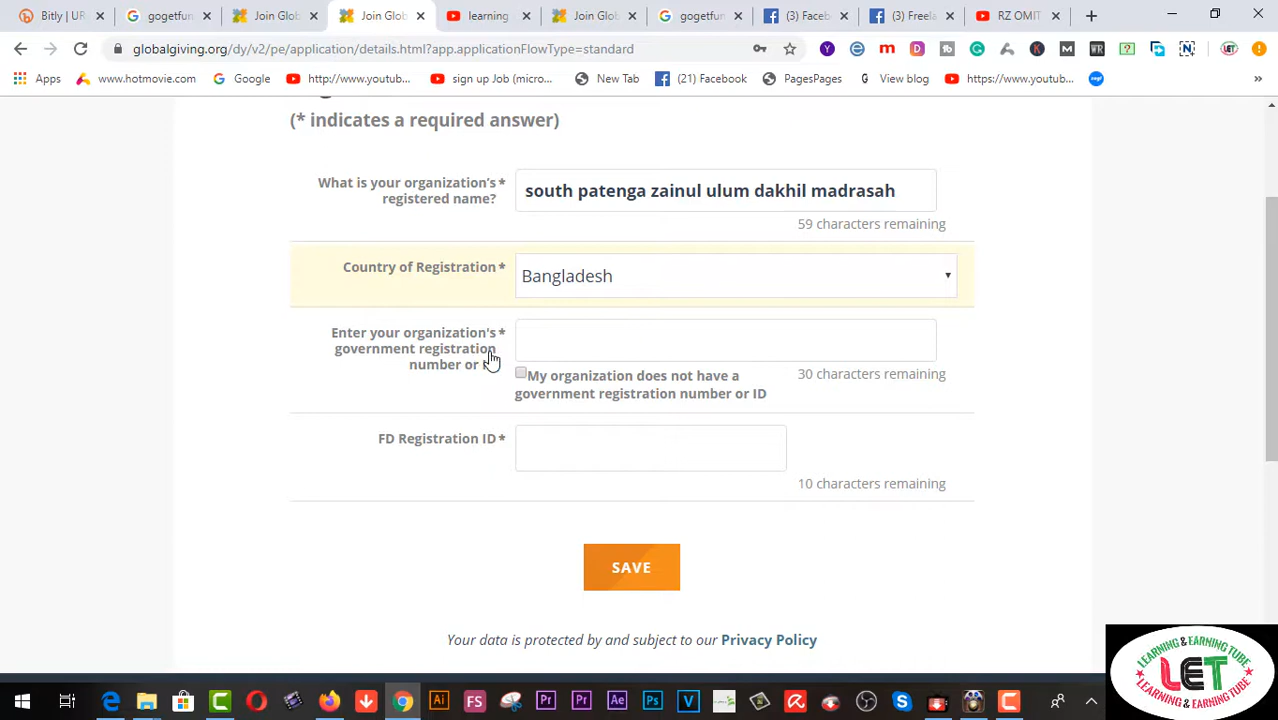 Bitly | UR
gogetfun
Join Glob
Join Glob
learning
Join Glob
gogetfun
(3) Faceb
(3) Freela
RZ OMIT
globalgiving.org/dy/v2/pe/application/details.html?app.applicationFlowType=standard
Apps
www.hotmovie.com
Google
http://www.youtub...
sign up Job (micro...
New Tab
(21) Facebook
PagesPages
View blog
https://www.youtub...
(* indicates a required answer)
What is your organization's * registered name?
south patenga zainul ulum dakhil madrasah
59 characters remaining
Country of Registration *
Bangladesh
Enter your organization's *
government registration
number or
My organization does not have a
government registration number or ID
30 characters remaining
FD Registration ID *
10 characters remaining
SAVE
Your data is protected by and subject to our Privacy Policy
LEARNING & EARNING TUBE
LET
LEARNING & EARNING TUBE